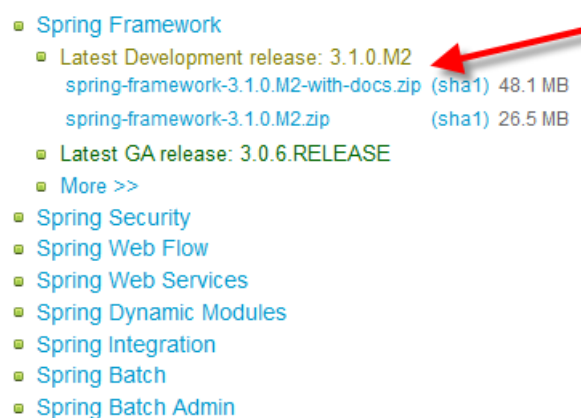 Spring Framework
Latest Development release: 3.1.0.M2
spring-framework-3.1.0.M2-with-docs.zip (sha1) 48.1 MB
spring-framework-3.1.0.M2.zip (sha1) 26.5 MB
Latest GA release: 3.0.6.RELEASE
More >>
Spring Security
Spring Web Flow
Spring Web Services
Spring Dynamic Modules
Spring Integration
Spring Batch
Spring Batch Admin